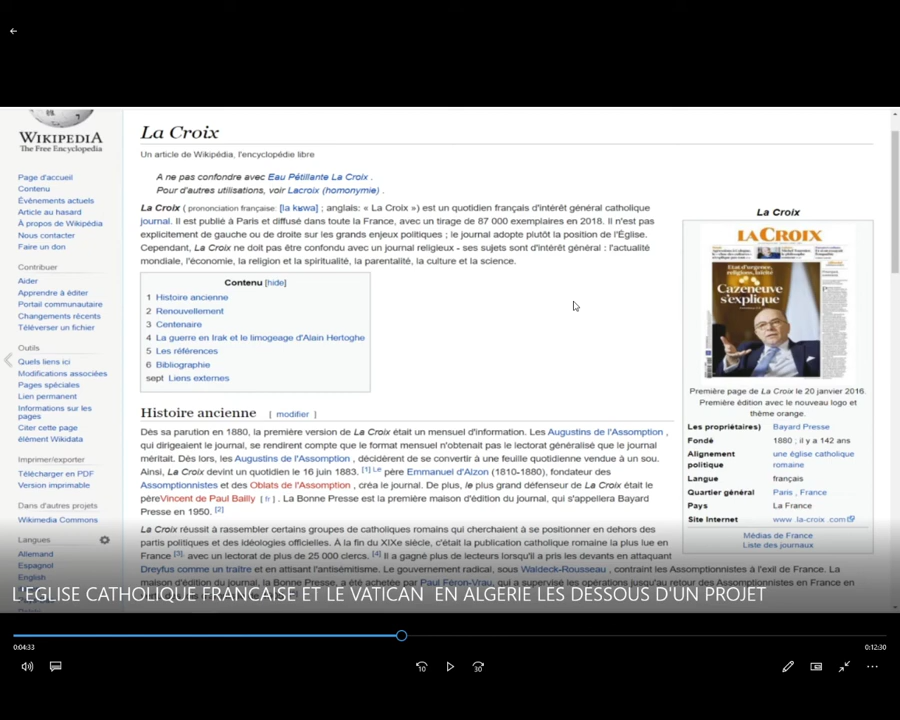 WIKIPEDIA
The Free Encyclopedia
Page d'accueil
Contenu
Événements actuels
Article au hasard
À propos de Wikipédia
Nous contacter
Faire un don
Contribuer
Aider
Apprendre à éditer
Portail communautaire
Changements récents
Téléverser un fichier
Outils
Quels liens ici
Modifications associées
Pages spéciales
Lien permanent
Informations sur les
pages
Citer cette page
élément Wikidata
Imprimer/exporter
Télécharger en PDF
Version imprimable
Dans d'autres projets
Wikimedia Commons
Langues
Allemand
Espagnol
English
La Croix
Un article de Wikipédia, l'encyclopédie libre
A ne pas confondre avec Eau Pétillante La Croix .
Pour d'autres utilisations, voir Lacroix (homonymie) .
La Croix ( prononciation française: [la kʁwa] ; anglais: « La Croix ») est un quotidien français d'intérêt général catholique
journal. Il est publié à Paris et diffusé dans toute la France, avec un tirage de 87 000 exemplaires en 2018. Il n'est pas
explicitement de gauche ou de droite sur les grands enjeux politiques ; le journal adopte plutôt la position de l'Église.
Cependant, La Croix ne doit pas être confondu avec un journal religieux - ses sujets sont d'intérêt général : l'actualité
mondiale, l'économie, la religion et la spiritualité, la parentalité, la culture et la science.
Contenu [hide]
1 Histoire ancienne
2 Renouvellement
3 Centenaire
4 La guerre en Irak et le limogeage d'Alain Hertoghe
5 Les références
6 Bibliographie
sept Liens externes
Histoire ancienne [ modifier ]
Dès sa parution en 1880, la première version de La Croix était un mensuel d'information. Les Augustins de l'Assomption ,
qui dirigeaient le journal, se rendirent compte que le format mensuel n'obtenait pas le lectorat généralisé que le journal
méritait. Dès lors, les Augustins de l'Assomption , décidèrent de se convertir à une feuille quotidienne vendue à un sou.
Ainsi, La Croix devint un quotidien le 16 juin 1883. [1] Le père Emmanuel d'Alzon (1810-1880), fondateur des
Assomptionnistes et des Oblats de l'Assomption , créa le journal. De plus, le plus grand défenseur de La Croix était le
pèreVincent de Paul Bailly [ fr ] . La Bonne Presse est la première maison d'édition du journal, qui s'appellera Bayard
Presse en 1950. [2]
La Croix réussit à rassembler certains groupes de catholiques romains qui cherchaient à se positionner en dehors des
partis politiques et des idéologies officielles. À la fin du XIXe siècle, c'était la publication catholique romaine la plus lue en
France [3], avec un lectorat de plus de 25 000 clercs. [4] Il a gagné plus de lecteurs lorsqu'il a pris les devants en attaquant
Dreyfus comme un traître et en attisant l'antisémitisme. Le gouvernement radical, sous Waldeck-Rousseau , contraint les Assomptionnistes à l'exil de France. La
maison d'édition du journal, la Bonne Presse, a été achetée par Paul Féron-Vrau, qui a supervisé les opérations jusqu'au retour des Assomptionnistes en France en
La Croix
LA CROIX
Cazeneuve
s'explique
Première page de La Croix le 20 janvier 2016.
Première édition avec le nouveau logo et
thème orange.
Les propriétaires) Bayard Presse
Fondé 1880 ; il y a 142 ans
Alignement une église catholique
politique romaine
Langue français
Quartier général Paris , France
Pays La France
Site Internet www .la-croix .com
Médias de France
Liste des journaux
L'EGLISE CATHOLIQUE FRANCAISE ET LE VATICAN EN ALGERIE LES DESSOUS D'UN PROJET
0:04:33
0:12:30
10
30